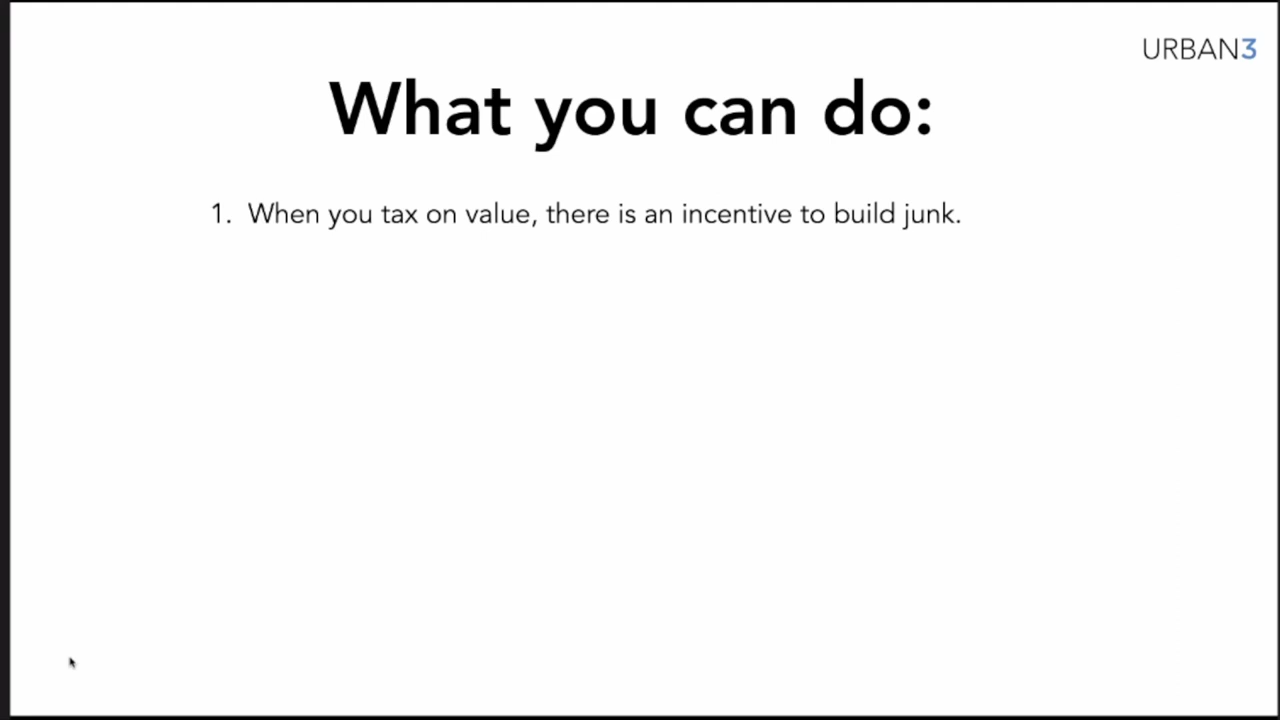 URBAN3
What you can do:
1. When you tax on value, there is an incentive to build junk.